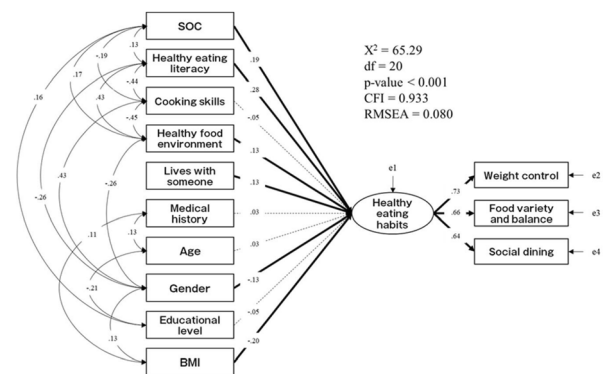 SOC
Healthy eating
literacy
Cooking skills
Healthy food
environment
Lives with
someone
Medical
history
Age
Gender
Educational
level
BMI
.13
-.19
.17
-.44
.43
-.45
.16
-.26
.43
-.26
.11
.13
-.21
.13
.19
.28
-.05
.13
.13
.03
.03
-.13
-.05
-.20
X² = 65.29
df = 20
p-value < 0.001
CFI = 0.933
RMSEA = 0.080
e1
Healthy
eating
habits
.73
.66
.64
Weight control
Food variety
and balance
Social dining
e2
e3
e4